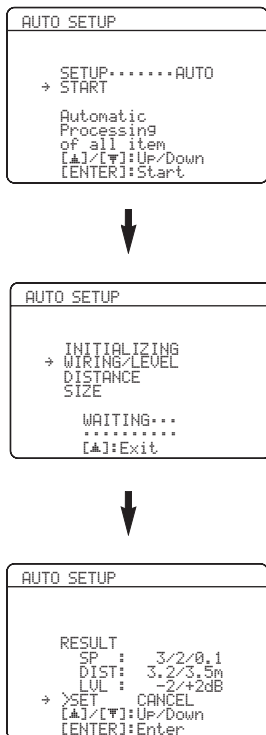 AUTO SETUP
SETUP·······AUTO
→ START
Automatic
Processing
of all item
[▲]/[▼]:Up/Down
[ENTER]:Start
AUTO SETUP
INITIALIZING
→ WIRING/LEVEL
DISTANCE
SIZE
WAITING···
··········
[▲]:Exit
AUTO SETUP
RESULT
SP : 3/2/0.1
DIST: 3.2/3.5m
LVL : -2/+2dB
→ >SET CANCEL
[▲]/[▼]:Up/Down
[ENTER]:Enter